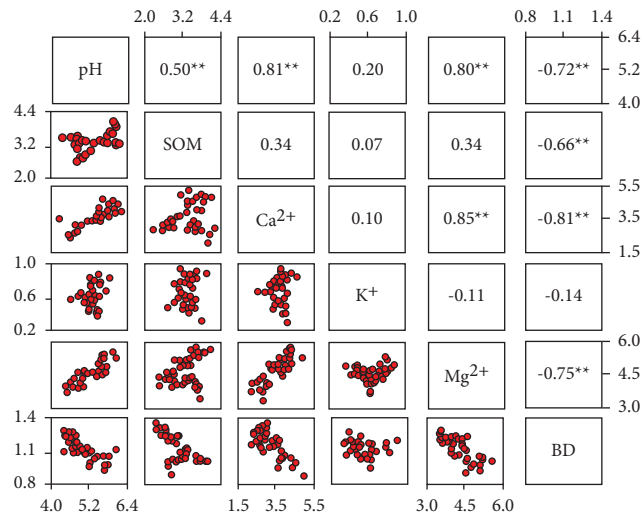 2.0 3.2 4.4 0.2 0.6 1.0 0.8 1.1 1.4
pH 0.50** 0.81** 0.20 0.80** -0.72** 6.4 5.2 4.0
4.4 3.2 2.0 SOM 0.34 0.07 0.34 -0.66**
Ca2+ 0.10 0.85** -0.81** 5.5 3.5 1.5
1.0 0.6 0.2 K+ -0.11 -0.14
Mg2+ -0.75** 6.0 4.5 3.0
1.4 1.1 0.8 BD
4.0 5.2 6.4 1.5 3.5 5.5 3.0 4.5 6.0